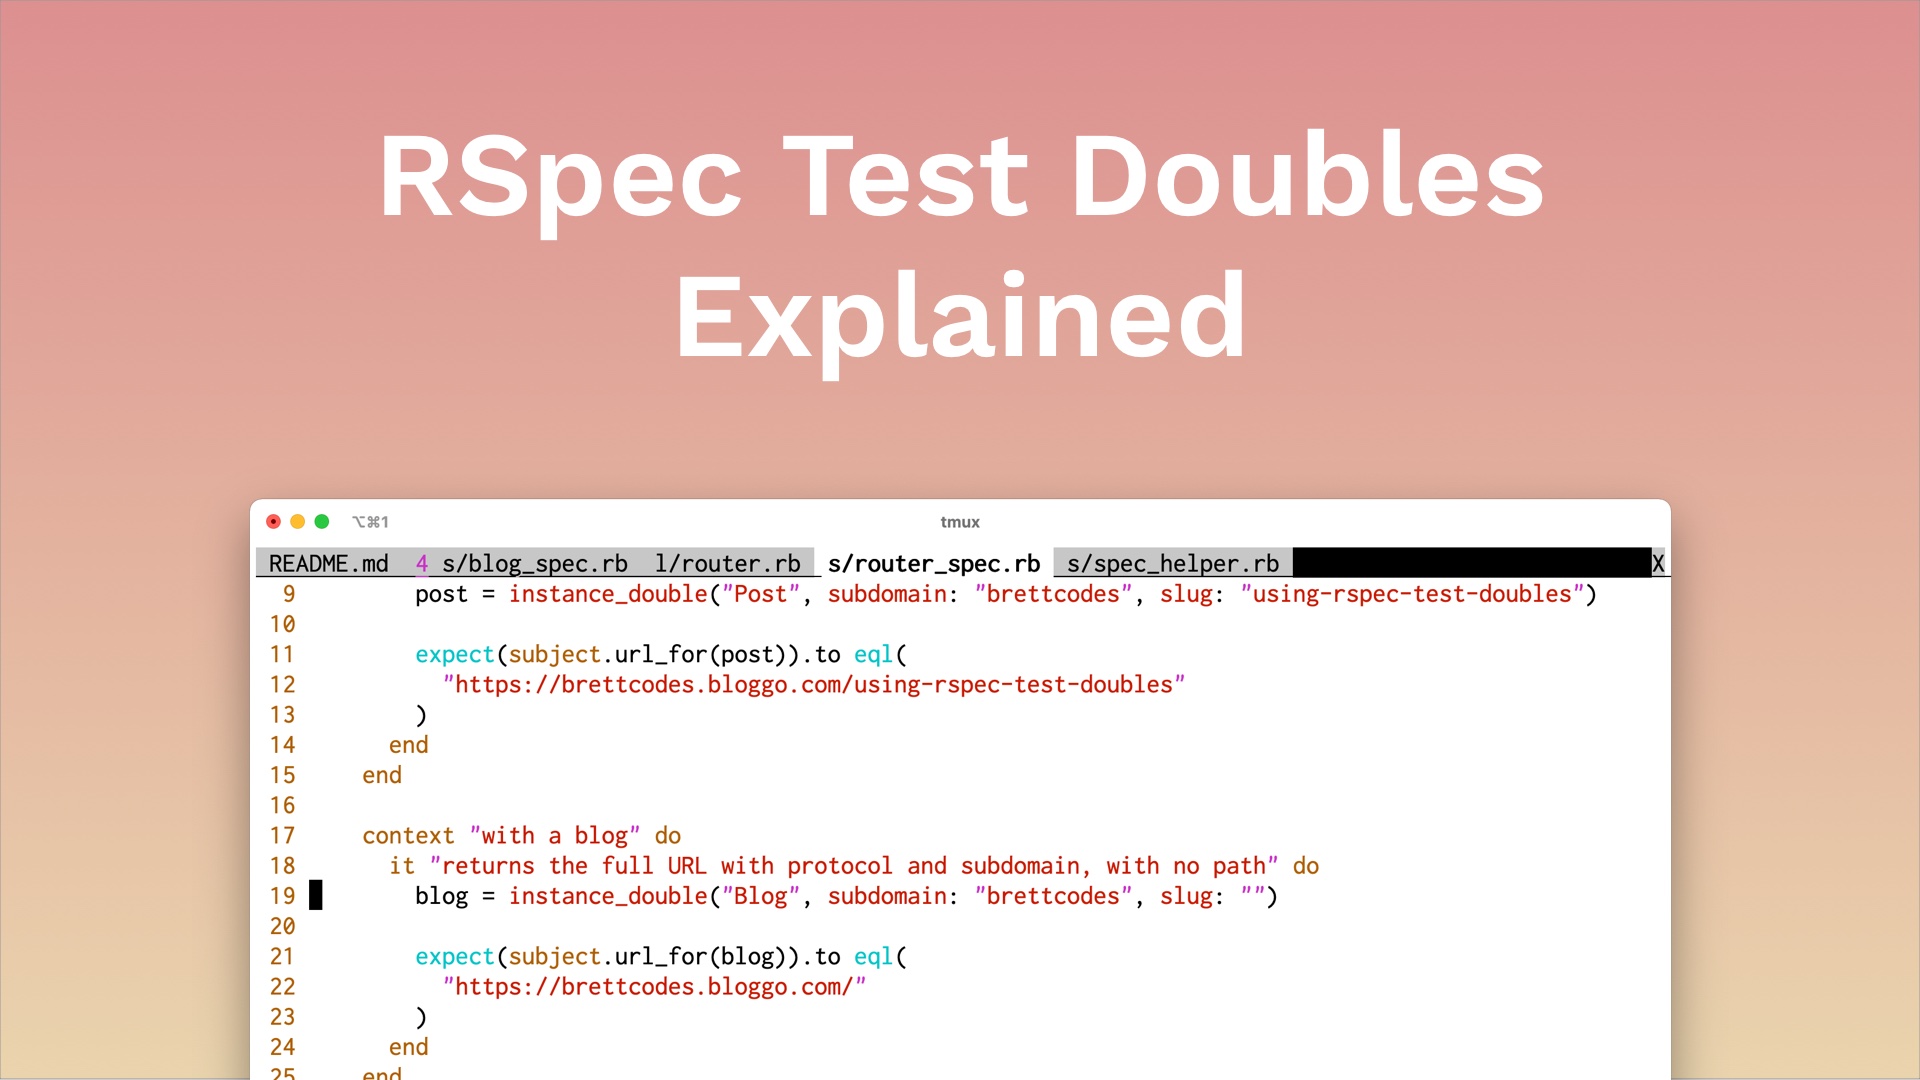 RSpec Test Doubles
Explained
⌥⌘1 tmux
README.md 4 s/blog_spec.rb l/router.rb s/router_spec.rb s/spec_helper.rb X
9 post = instance_double("Post", subdomain: "brettcodes", slug: "using-rspec-test-doubles")
10
11 expect(subject.url_for(post)).to eql(
12 "https://brettcodes.bloggo.com/using-rspec-test-doubles"
13 )
14 end
15 end
16
17 context "with a blog" do
18 it "returns the full URL with protocol and subdomain, with no path" do
19 blog = instance_double("Blog", subdomain: "brettcodes", slug: "")
20
21 expect(subject.url_for(blog)).to eql(
22 "https://brettcodes.bloggo.com/"
23 )
24 end
25 end